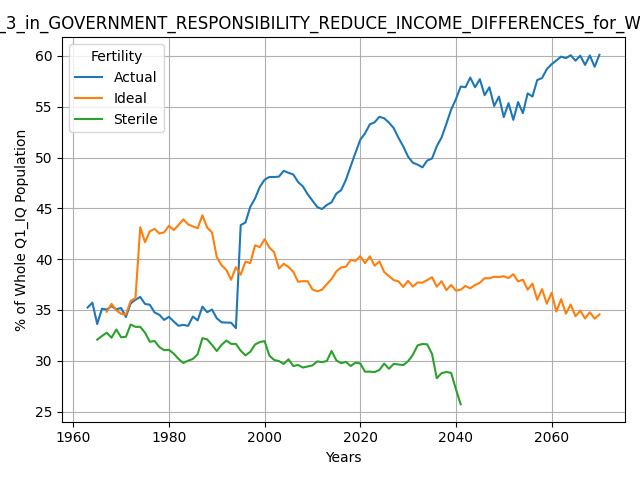 _3_in_GOVERNMENT_RESPONSIBILITY_REDUCE_INCOME_DIFFERENCES_for_W
Fertility
Actual
Ideal
Sterile
% of Whole Q1_IQ Population
60
55
50
45
40
35
30
25
1960 1980 2000 2020 2040 2060
Years